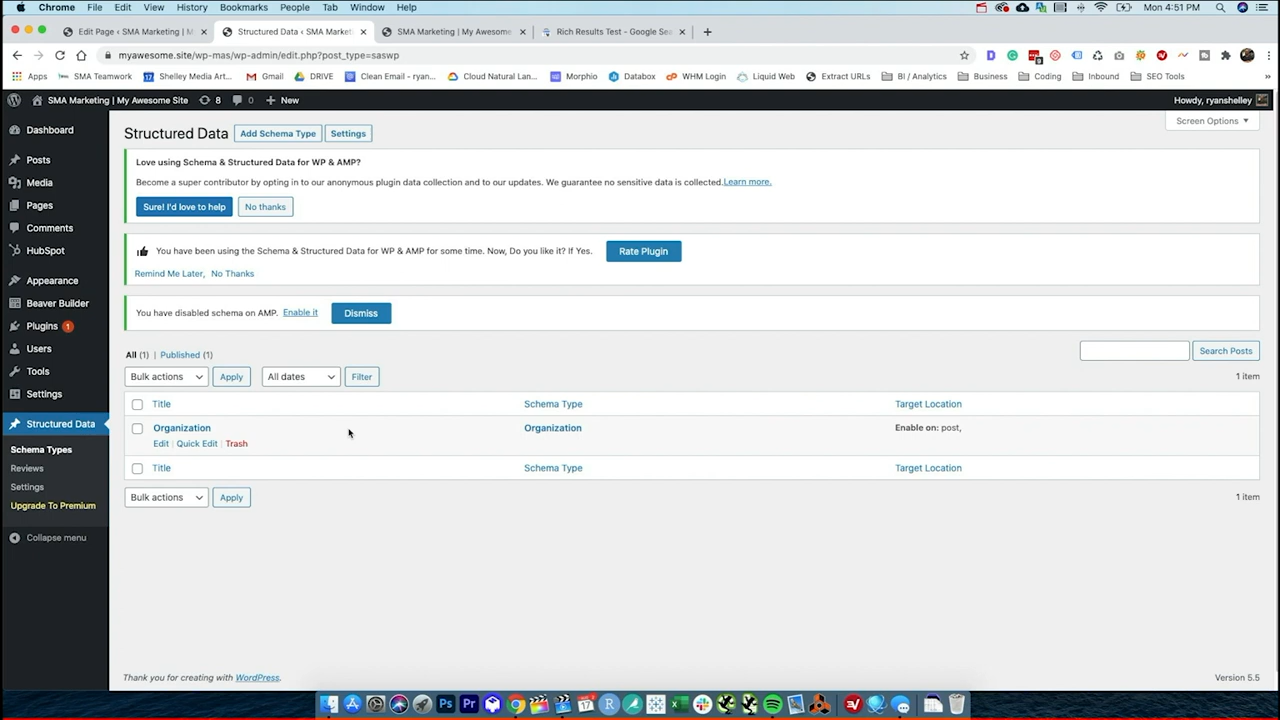 Chrome File Edit View History Bookmarks People Tab Window Help Mon 4:51 PM
Edit Page ‹ SMA Marketing | M Structured Data ‹ SMA Market SMA Marketing | My Awesome Rich Results Test - Google Sea
myawesome.site/wp-mas/wp-admin/edit.php?post_type=saswp
Apps SMA Teamwork Shelley Media Art... Gmail DRIVE Clean Email - ryan... Cloud Natural Lan... Morphio Databox WHM Login Liquid Web Extract URLs BI / Analytics Business Coding Inbound SEO Tools »
SMA Marketing | My Awesome Site 8 0 New Howdy, ryanshelley
Screen Options
Dashboard
Posts
Media
Pages
Comments
HubSpot
Appearance
Beaver Builder
Plugins 1
Users
Tools
Settings
Structured Data
Schema Types
Reviews
Settings
Upgrade To Premium
Collapse menu
Structured Data Add Schema Type Settings
Love using Schema & Structured Data for WP & AMP?
Become a super contributor by opting in to our anonymous plugin data collection and to our updates. We guarantee no sensitive data is collected.Learn more.
Sure! I'd love to help No thanks
You have been using the Schema & Structured Data for WP & AMP for some time. Now, Do you like it? If Yes. Rate Plugin
Remind Me Later, No Thanks
You have disabled schema on AMP. Enable it Dismiss
All (1) | Published (1) Search Posts
Bulk actions Apply All dates Filter 1 item
Title Schema Type Target Location
Organization Organization Enable on: post,
Edit | Quick Edit | Trash
Title Schema Type Target Location
Bulk actions Apply 1 item
Thank you for creating with WordPress. Version 5.5